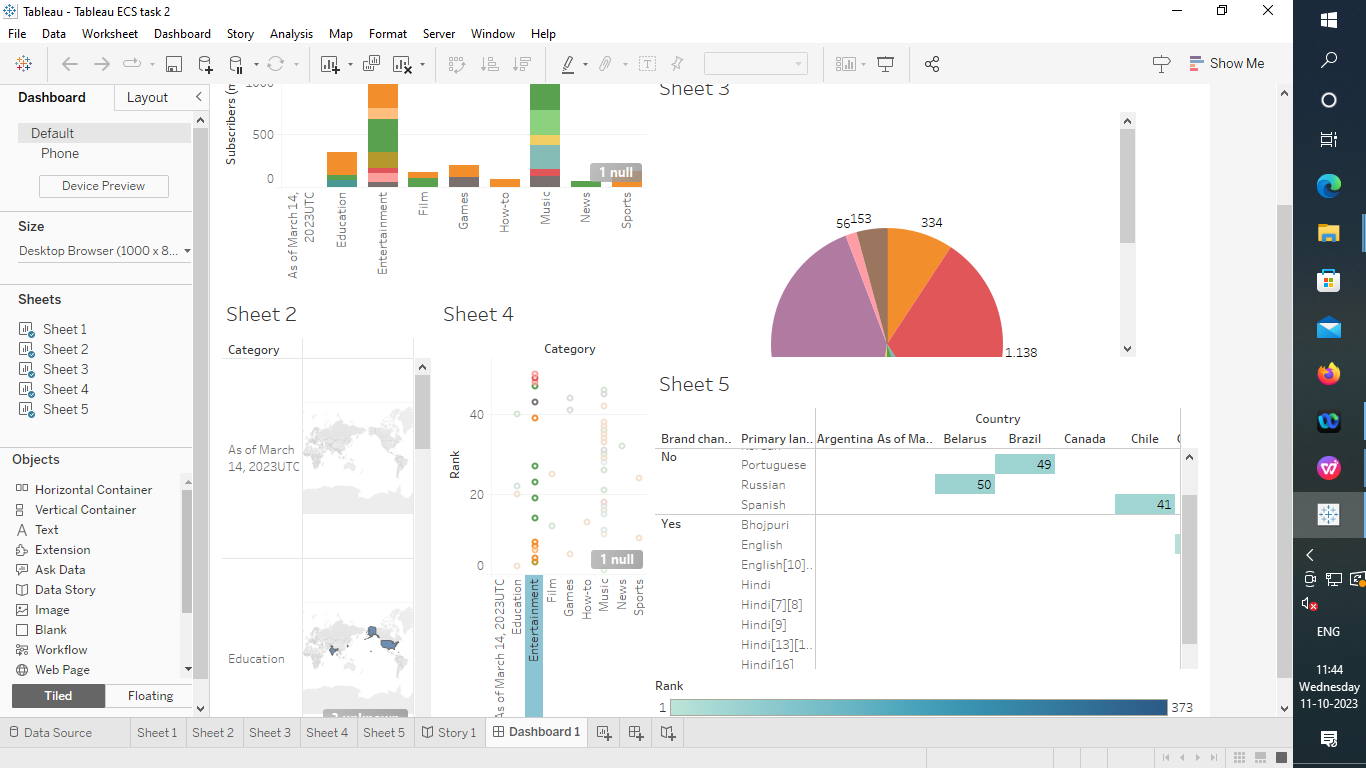 Tableau - Tableau ECS task 2
File Data Worksheet Dashboard Story Analysis Map Format Server Window Help
Show Me
Dashboard Layout
Default
Phone
Device Preview
Size
Desktop Browser (1000 x 8...
Sheets
Sheet 1
Sheet 2
Sheet 3
Sheet 4
Sheet 5
Objects
Horizontal Container
Vertical Container
Text
Extension
Ask Data
Data Story
Image
Blank
Workflow
Web Page
Tiled Floating
Subscribers (m
1000
500
0
1 null
As of March 14, 2023UTC
Education
Entertainment
Film
Games
How-to
Music
News
Sports
Sheet 3
56 153 334
1.138
Sheet 2
Category
As of March
14, 2023UTC
Education
Sheet 4
Category
Rank
40
20
0
1 null
As of March 14, 2023UTC
Education
Entertainment
Film
Games
How-to
Music
News
Sports
Sheet 5
Country
Brand chan.. Primary lan.. Argentina As of Ma.. Belarus Brazil Canada Chile
No Portuguese 49
Russian 50
Spanish 41
Yes Bhojpuri
English
English[10]..
Hindi
Hindi[7][8]
Hindi[9]
Hindi[13][1..
Hindi[16]
Rank
1 373
Data Source Sheet 1 Sheet 2 Sheet 3 Sheet 4 Sheet 5 Story 1 Dashboard 1
ENG
11:44
Wednesday
11-10-2023